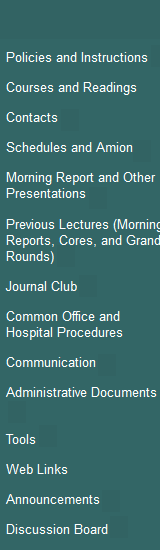 Policies and Instructions
Courses and Readings
Contacts
Schedules and Amion
Morning Report and Other
Presentations
Previous Lectures (Morning
Reports, Cores, and Grand
Rounds)
Journal Club
Common Office and
Hospital Procedures
Communication
Administrative Documents
Tools
Web Links
Announcements
Discussion Board